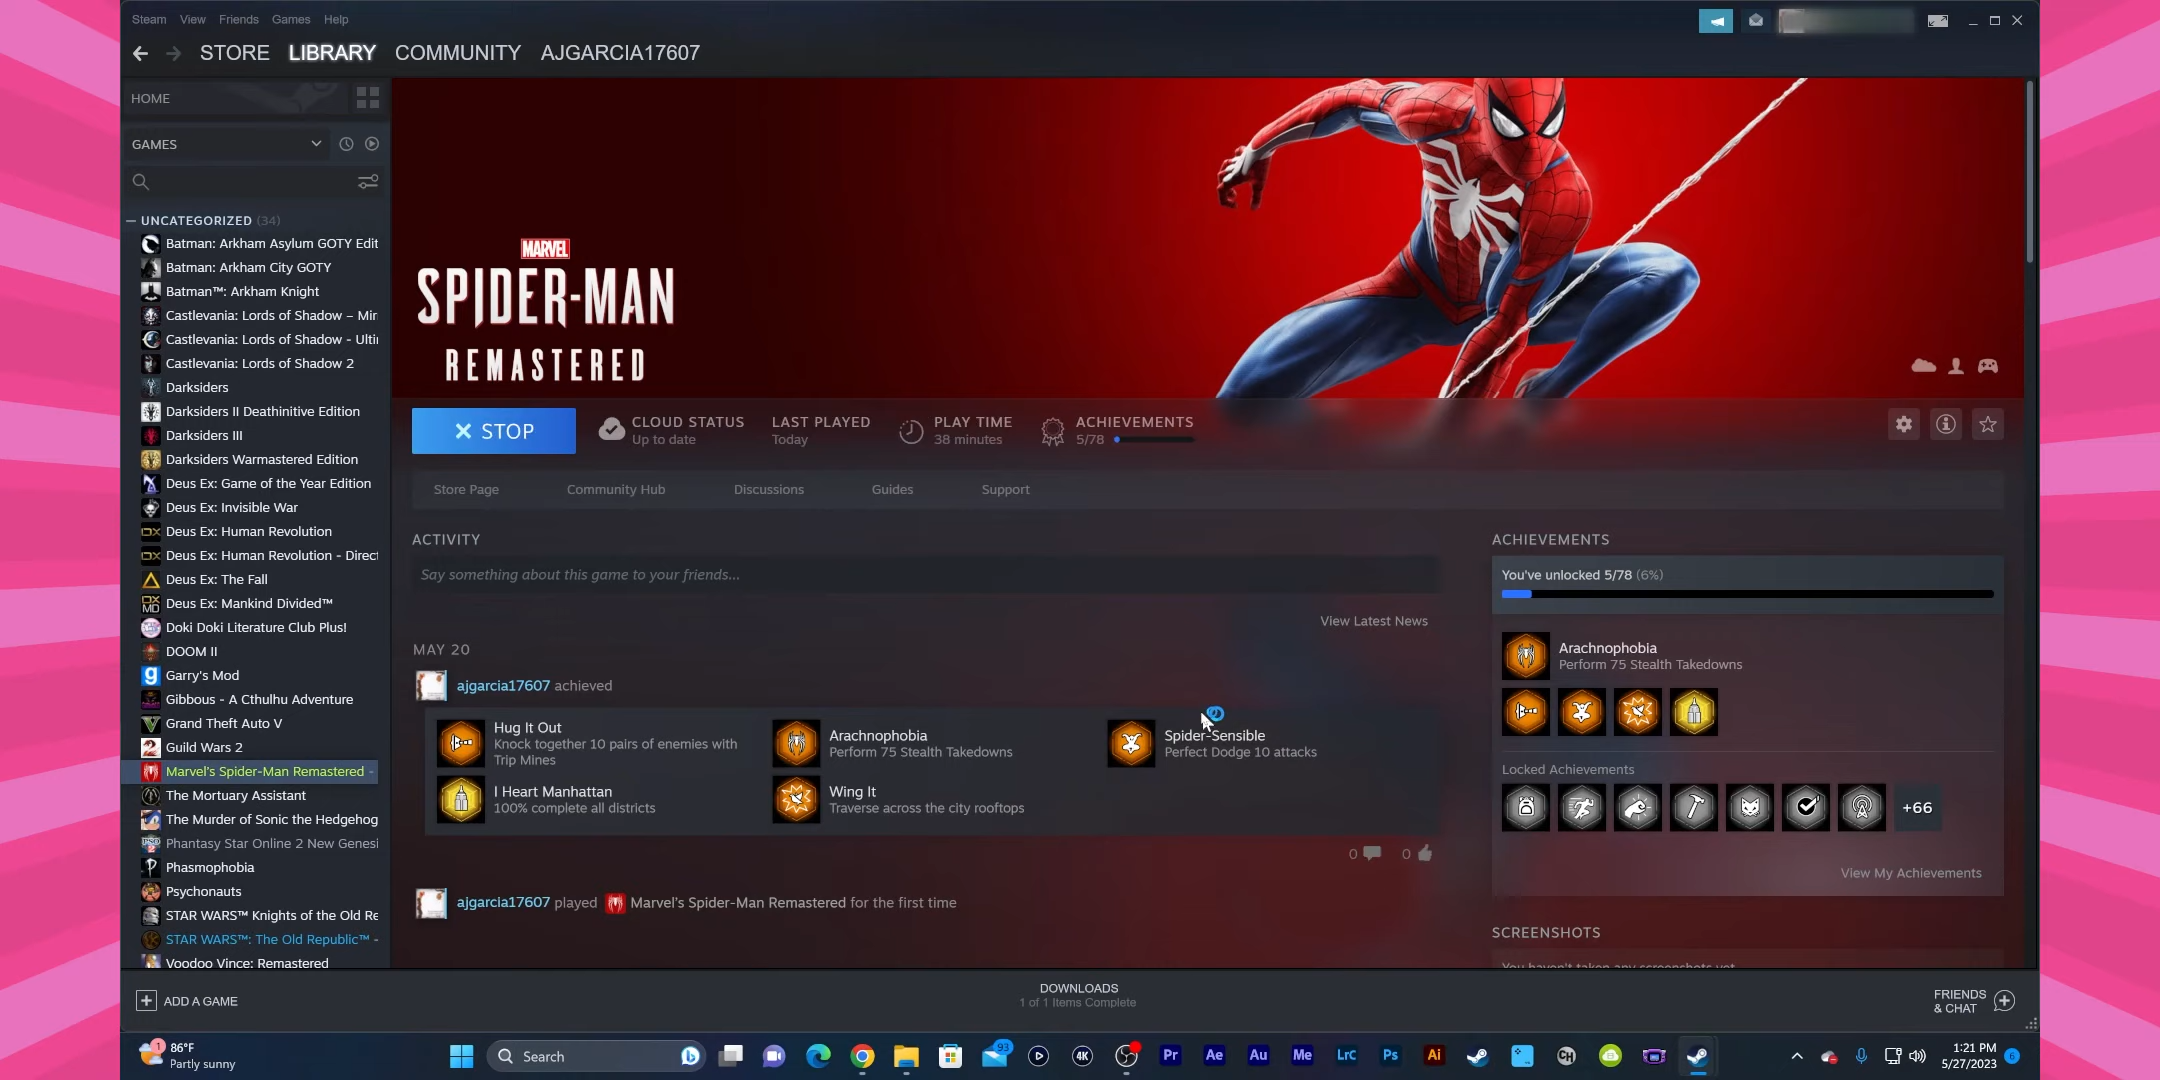 Steam View Friends Games Help
STORE LIBRARY COMMUNITY AJGARCIA17607
HOME
GAMES
— UNCATEGORIZED (34)
Batman: Arkham Asylum GOTY Edit
Batman: Arkham City GOTY
Batman™: Arkham Knight
Castlevania: Lords of Shadow – Mir
Castlevania: Lords of Shadow - Ulti
Castlevania: Lords of Shadow 2
Darksiders
Darksiders II Deathinitive Edition
Darksiders III
Darksiders Warmastered Edition
Deus Ex: Game of the Year Edition
Deus Ex: Invisible War
Deus Ex: Human Revolution
Deus Ex: Human Revolution - Direct
Deus Ex: The Fall
Deus Ex: Mankind Divided™
Doki Doki Literature Club Plus!
DOOM II
Garry's Mod
Gibbous - A Cthulhu Adventure
Grand Theft Auto V
Guild Wars 2
Marvel's Spider-Man Remastered -
The Mortuary Assistant
The Murder of Sonic the Hedgehog
Phantasy Star Online 2 New Genesi
Phasmophobia
Psychonauts
STAR WARS™ Knights of the Old Re
STAR WARS™: The Old Republic™ -
Voodoo Vince: Remastered
MARVEL
SPIDER-MAN
REMASTERED
STOP
CLOUD STATUS
Up to date
LAST PLAYED
Today
PLAY TIME
38 minutes
ACHIEVEMENTS
5/78
Store Page Community Hub Discussions Guides Support
ACTIVITY
Say something about this game to your friends...
View Latest News
MAY 20
ajgarcia17607 achieved
Hug It Out
Knock together 10 pairs of enemies with
Trip Mines
Arachnophobia
Perform 75 Stealth Takedowns
Spider-Sensible
Perfect Dodge 10 attacks
I Heart Manhattan
100% complete all districts
Wing It
Traverse across the city rooftops
0 0
ajgarcia17607 played Marvel's Spider-Man Remastered for the first time
ACHIEVEMENTS
You've unlocked 5/78 (6%)
Arachnophobia
Perform 75 Stealth Takedowns
Locked Achievements
+66
View My Achievements
SCREENSHOTS
You haven't taken any screenshots yet
ADD A GAME
DOWNLOADS
1 of 1 Items Complete
FRIENDS
& CHAT
1
86°F
Partly sunny
Search
93
4K
Pr Ae Au Me LrC Ps Ai
CH
1:21 PM
5/27/2023
6